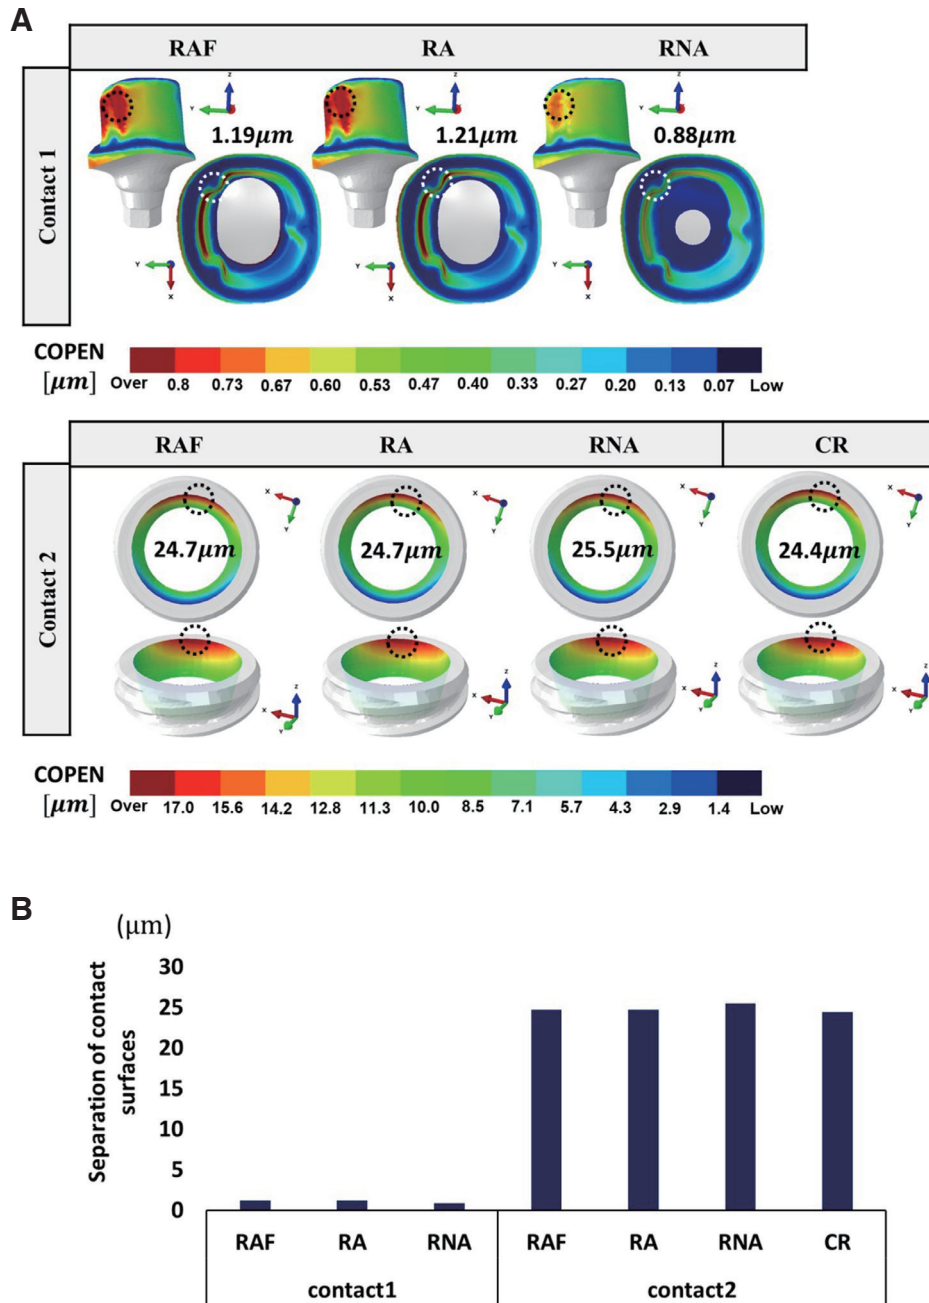 A
RAF RA RNA
Contact 1
Z
Y
1.19μm
Z
Y
1.21μm
Z
Y
0.88μm
Y
X
Y
X
Y
X
COPEN
[μm]
Over 0.8 0.73 0.67 0.60 0.53 0.47 0.40 0.33 0.27 0.20 0.13 0.07 Low
RAF RA RNA CR
Contact 2
X
Y
X
Y
X
Y
X
Y
24.7μm 24.7μm 25.5μm 24.4μm
Z
X
Y
Z
X
Y
Z
X
Y
Z
X
Y
COPEN
[μm]
Over 17.0 15.6 14.2 12.8 11.3 10.0 8.5 7.1 5.7 4.3 2.9 1.4 Low
B
(μm)
Separation of contact
surfaces
30
25
20
15
10
5
0
RAF RA RNA RAF RA RNA CR
contact1 contact2